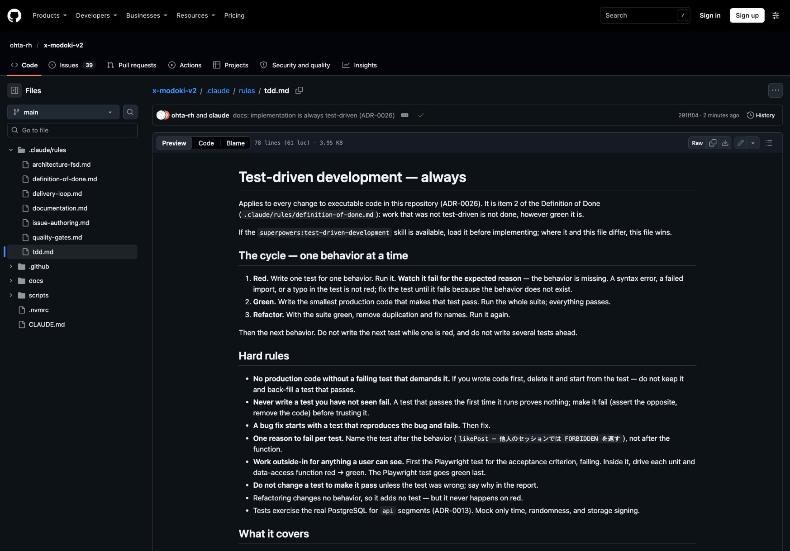 Products
Developers
Businesses
Resources
Pricing
Search
/
Sign in
Sign up
ohta-rh / x-modoki-v2
Code
Issues 39
Pull requests
Actions
Projects
Security and quality
Insights
Files
main
Go to file
.claude/rules
architecture-fsd.md
definition-of-done.md
delivery-loop.md
documentation.md
issue-authoring.md
quality-gates.md
tdd.md
.github
docs
scripts
.nvmrc
CLAUDE.md
x-modoki-v2 / .claude / rules / tdd.md
ohta-rh and claude docs: implementation is always test-driven (ADR-0026)
· 2 minutes ago
History
Preview
Code
Blame
78 lines (61 loc) · 3.95 KB
Raw
Test-driven development — always
Applies to every change to executable code in this repository (ADR-0026). It is item 2 of the Definition of Done
(.claude/rules/definition-of-done.md): work that was not test-driven is not done, however green it is.
If the superpowers:test-driven-development skill is available, load it before implementing; where it and this file differ, this file wins.
The cycle — one behavior at a time
1. Red. Write one test for one behavior. Run it. Watch it fail for the expected reason — the behavior is missing. A syntax error, a failed
import, or a typo in the test is not red; fix the test until it fails because the behavior does not exist.
2. Green. Write the smallest production code that makes that test pass. Run the whole suite; everything passes.
3. Refactor. With the suite green, remove duplication and fix names. Run it again.
Then the next behavior. Do not write the next test while one is red, and do not write several tests ahead.
Hard rules
• No production code without a failing test that demands it. If you wrote code first, delete it and start from the test — do not keep it
and back-fill a test that passes.
• Never write a test you have not seen fail. A test that passes the first time it runs proves nothing; make it fail (assert the opposite,
remove the code) before trusting it.
• A bug fix starts with a test that reproduces the bug and fails. Then fix.
• One reason to fail per test. Name the test after the behavior (likePost — 他人のセッションでは FORBIDDEN を返す), not after the
function.
• Work outside-in for anything a user can see. First the Playwright test for the acceptance criterion, failing. Inside it, drive each unit and
data-access function red → green. The Playwright test goes green last.
• Do not change a test to make it pass unless the test was wrong; say why in the report.
• Refactoring changes no behavior, so it adds no test — but it never happens on red.
• Tests exercise the real PostgreSQL for api segments (ADR-0013). Mock only time, randomness, and storage signing.
What it covers